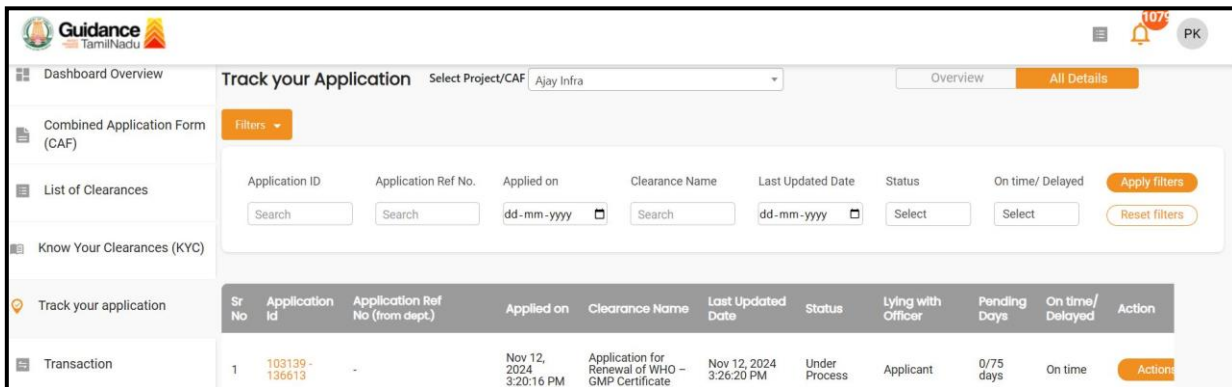 Guidance
TamilNadu
1079
PK
Dashboard Overview
Combined Application Form
(CAF)
List of Clearances
Know Your Clearances (KYC)
Track your application
Transaction
Track your Application Select Project/CAF Ajay Infra Overview All Details
Filters
Application ID Application Ref No. Applied on Clearance Name Last Updated Date Status On time/ Delayed Apply filters
Search Search dd-mm-yyyy Search dd-mm-yyyy Select Select Reset filters
Sr No Application Id Application Ref No (from dept.) Applied on Clearance Name Last Updated Date Status Lying with Officer Pending Days On time/ Delayed Action
1 103139 - 136613 - Nov 12, 2024 3:20:16 PM Application for Renewal of WHO – GMP Certificate Nov 12, 2024 3:26:20 PM Under Process Applicant 0/75 days On time Actions